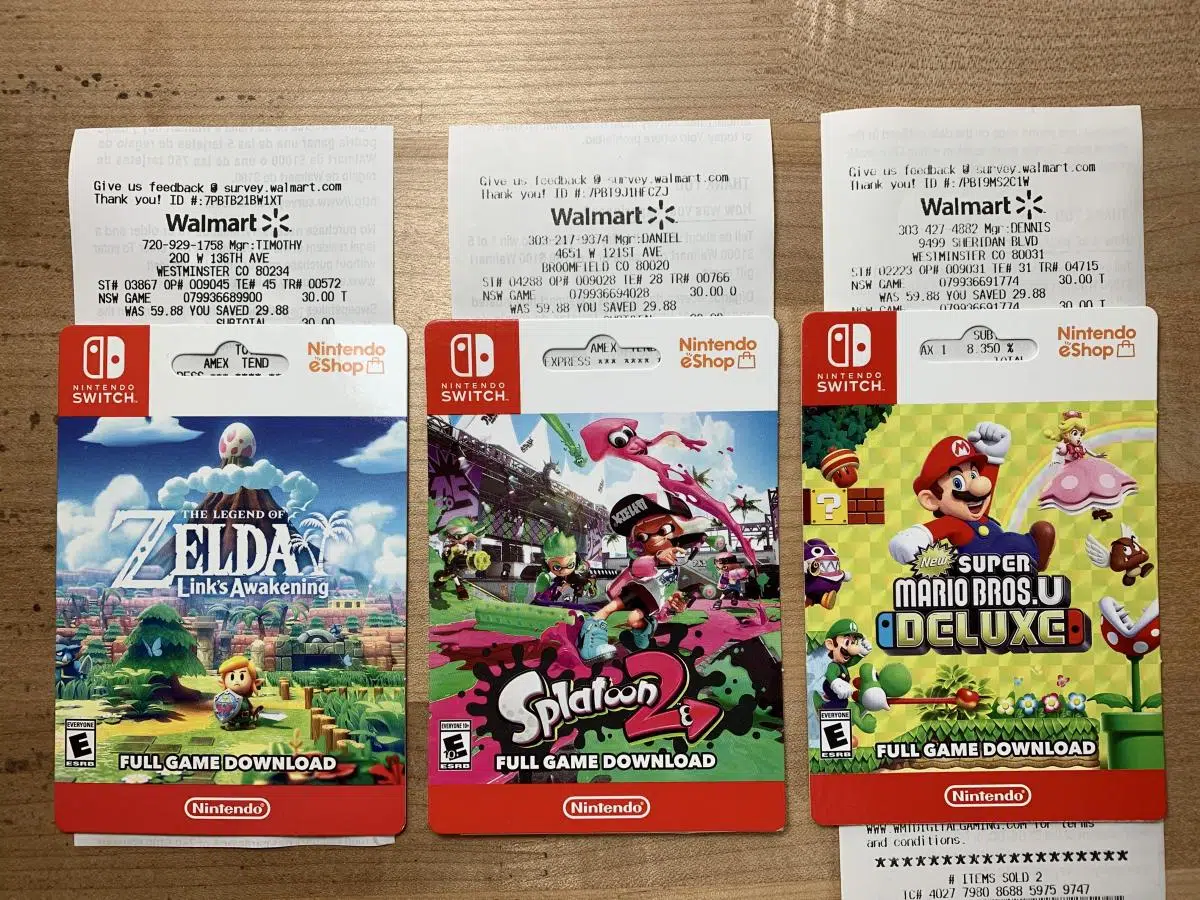 Give us feedback @ survey.walmart.com
Thank you! ID #:7PBTB21BW1XT
Walmart
720-929-1758 Mgr:TIMOTHY
200 W 136TH AVE
WESTMINSTER CO 80234
ST# 03867 OP# 009045 TE# 45 TR# 00572
NSW GAME 079936689900 30.00 T
WAS 59.88 YOU SAVED 29.88
SUBTOTAL 30.00
NINTENDO
SWITCH
AMEX TEND
Nintendo
eShop
THE LEGEND OF
ZELDA
Link's Awakening
EVERYONE
E
ESRB
FULL GAME DOWNLOAD
Nintendo
Give us feedback @ survey.walmart.com
Thank you! ID #:7PBT9J1HFCZJ
Walmart
303-217-9374 Mgr:DANIEL
4651 W 121ST AVE
BROOMFIELD CO 80020
ST# 04288 OP# 009028 TE# 28 TR# 00766
NSW GAME 079936694028 30.00 O
WAS 59.88 YOU SAVED 29.88
NINTENDO
SWITCH
AMEX TEND
EXPRESS *** ****
Nintendo
eShop
Splatoon 2
EVERYONE 10+
E
10+
ESRB
FULL GAME DOWNLOAD
Nintendo
Give us feedback @ survey.walmart.com
Thank you! ID #:7PBT9MS2C1W
Walmart
303-427-4882 Mgr:DENNIS
9499 SHERIDAN BLVD
WESTMINSTER CO 80031
ST# 02223 OP# 009031 TE# 31 TR# 04715
NSW GAME 079936691774 30.00 T
WAS 59.88 YOU SAVED 29.88
079936691774 30.00 T
NINTENDO
SWITCH
SUB
AX 1 8.350 %
Nintendo
eShop
M
?
New
SUPER
MARIO BROS. U
DELUXE
EVERYONE
E
ESRB
FULL GAME DOWNLOAD
Nintendo
WWW.WMTDIGITALGAMING.COM for terms
and conditions.
*******************
# ITEMS SOLD 2
TC# 4027 7980 8688 5975 9747